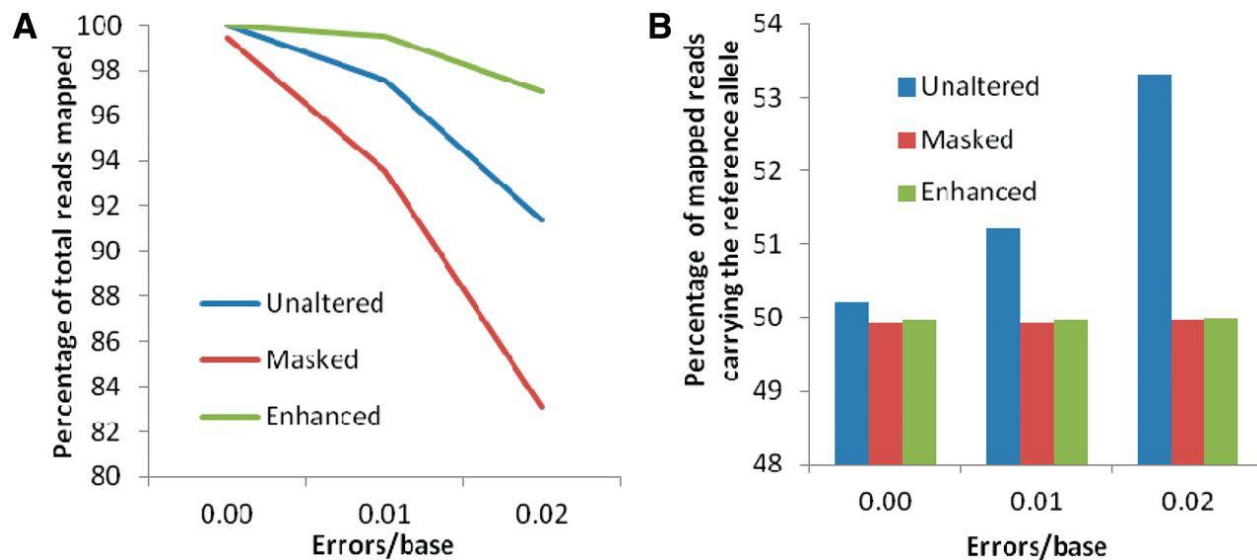 A
Percentage of total reads mapped
100
98
96
94
92
90
88
86
84
82
80
Unaltered
Masked
Enhanced
0.00 0.01 0.02
Errors/base
B
Percentage of mapped reads
carrying the reference allele
54
53
52
51
50
49
48
Unaltered
Masked
Enhanced
0.00 0.01 0.02
Errors/base